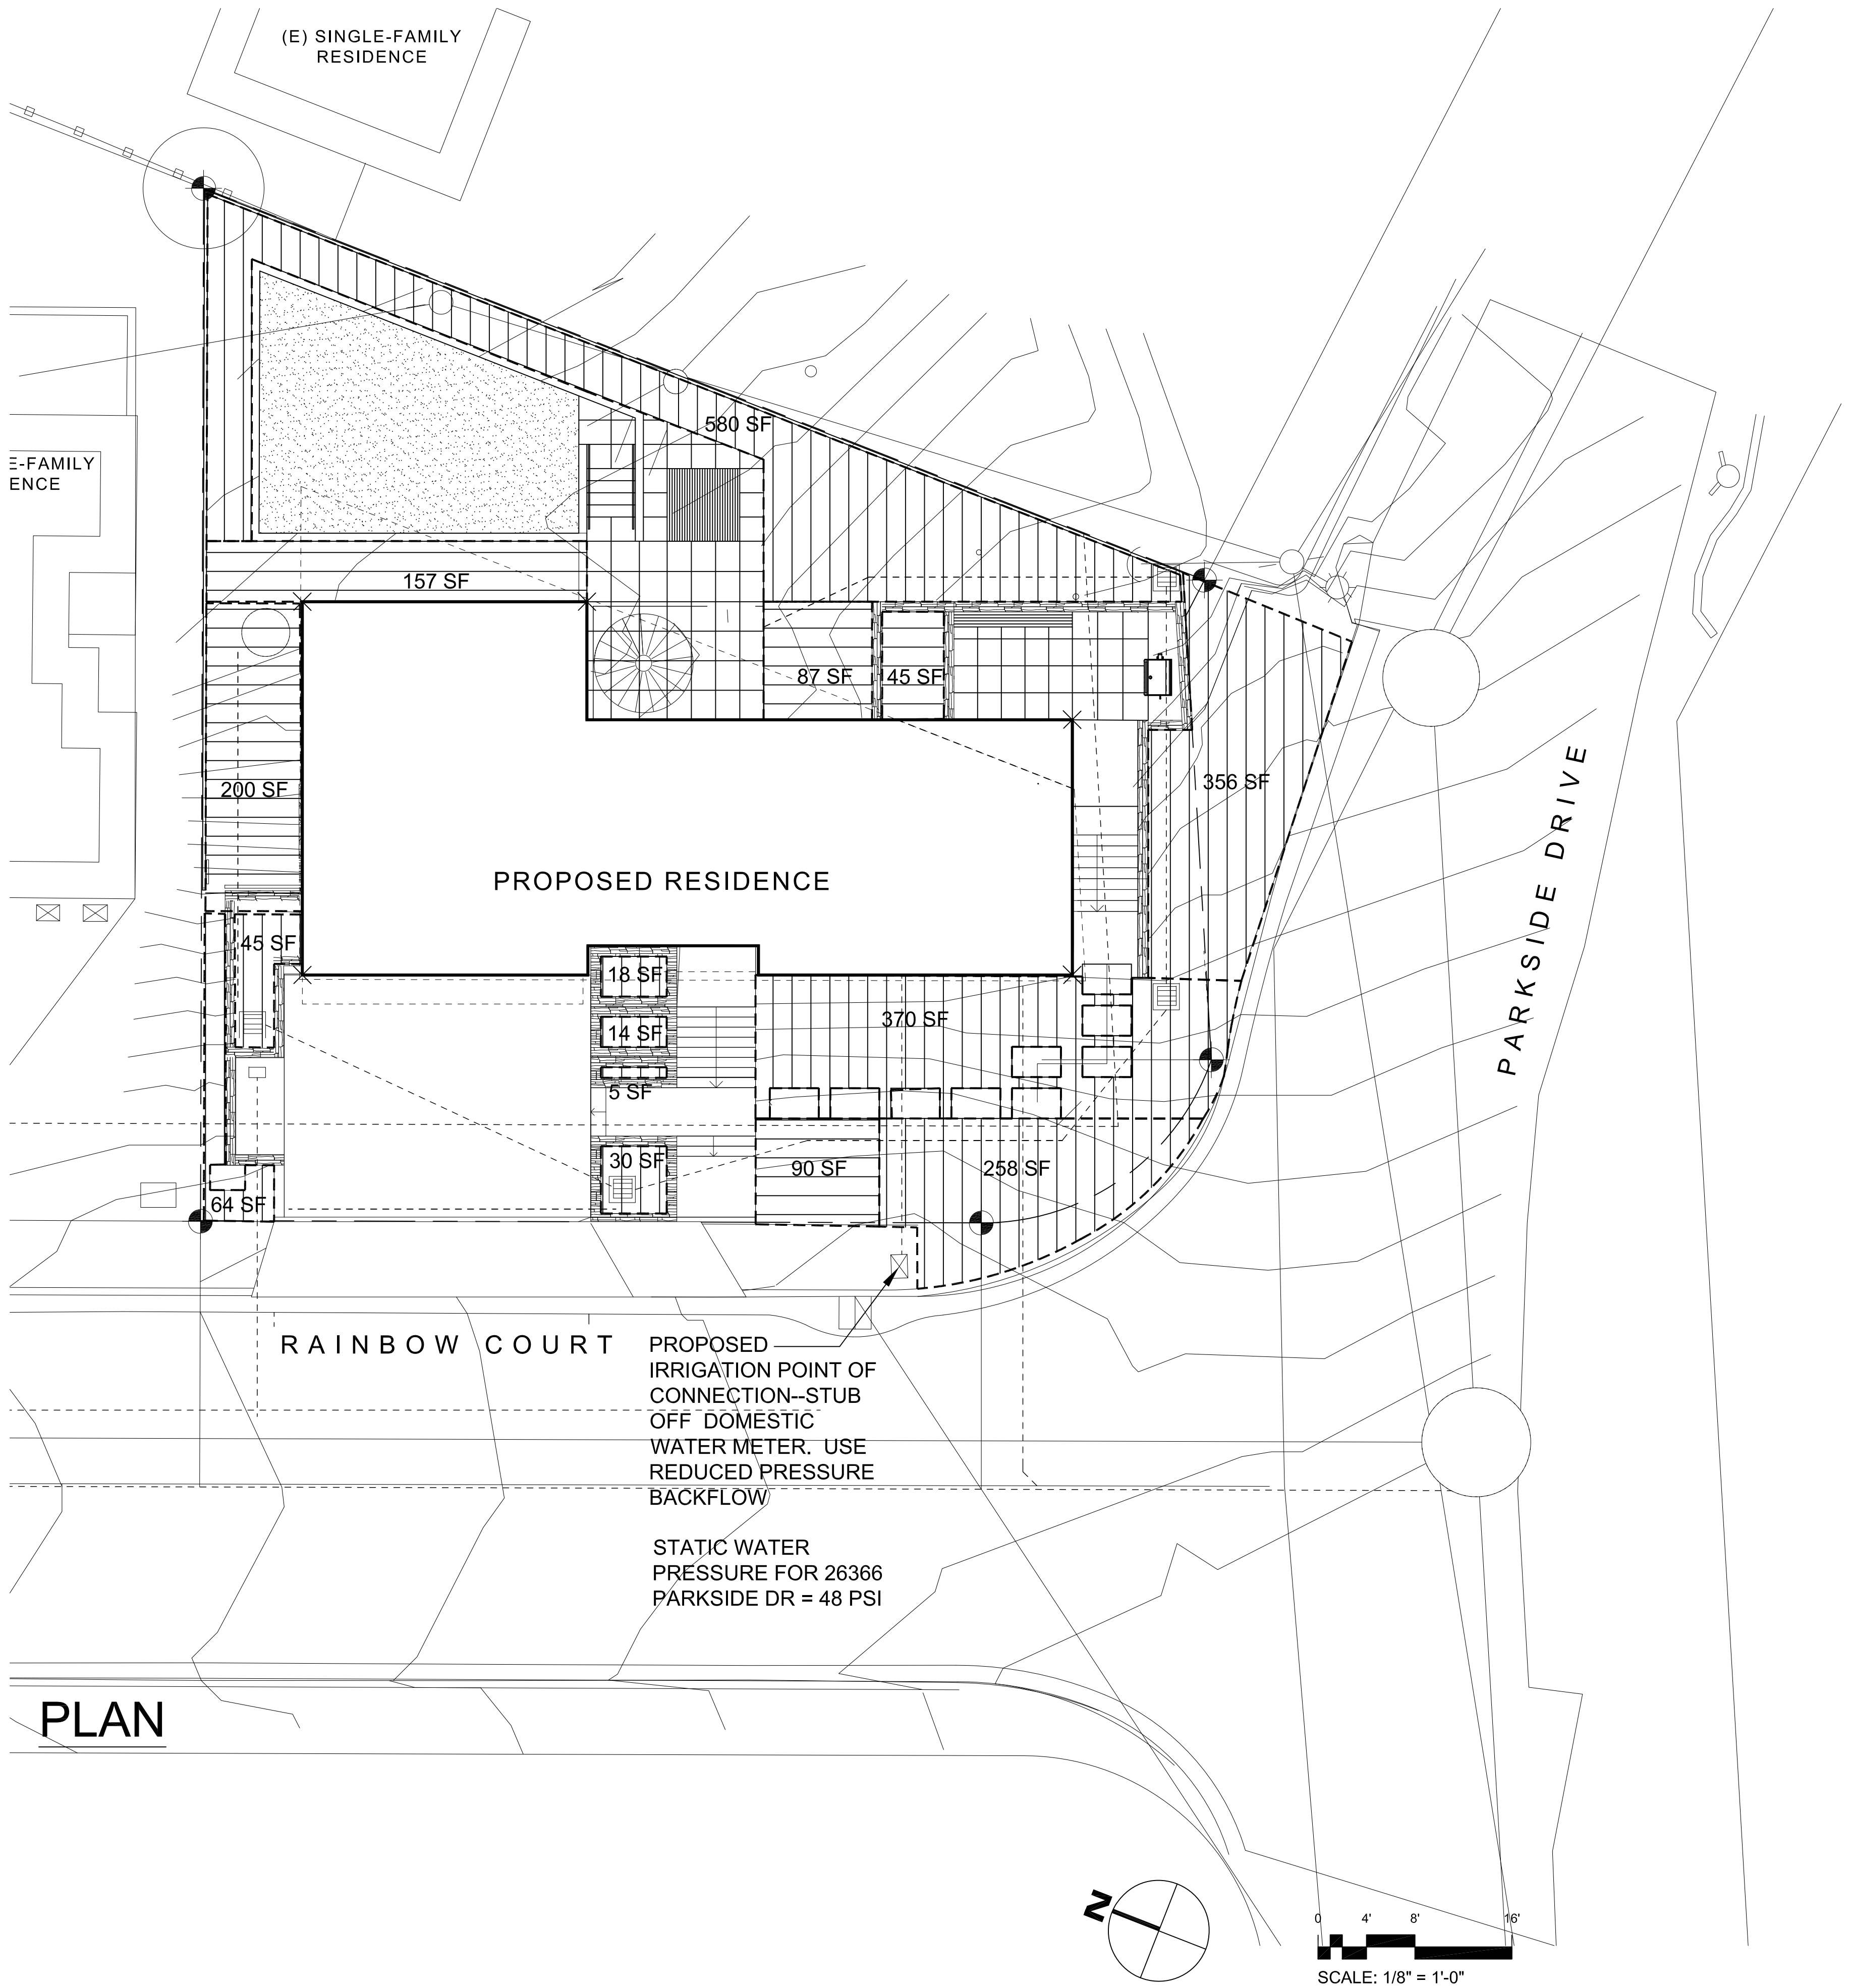 (E) SINGLE-FAMILY
RESIDENCE
E-FAMILY
ENCE
580 SF
157 SF
87 SF
45 SF
200 SF
356 SF
PROPOSED RESIDENCE
45 SF
18 SF
14 SF
5 SF
30 SF
370 SF
90 SF
258 SF
64 SF
PARKSIDE DRIVE
RAINBOW COURT
PROPOSED
IRRIGATION POINT OF
CONNECTION--STUB
OFF DOMESTIC
WATER METER. USE
REDUCED PRESSURE
BACKFLOW
STATIC WATER
PRESSURE FOR 26366
PARKSIDE DR = 48 PSI
PLAN
N
0 4' 8' 16'
SCALE: 1/8" = 1'-0"